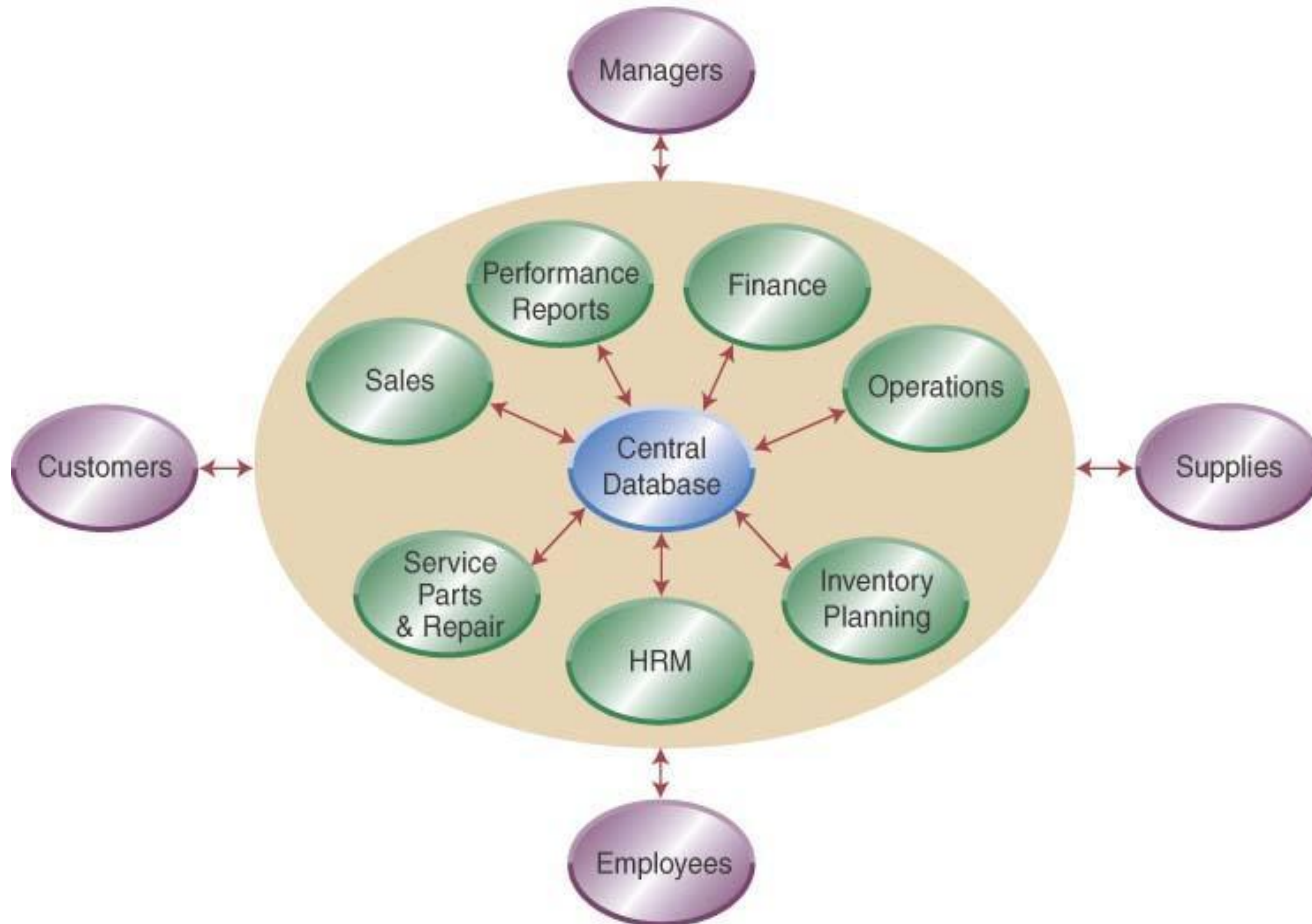 Managers
Performance
Reports
Finance
Sales
Operations
Customers
Central
Database
Supplies
Service
Parts
& Repair
Inventory
Planning
HRM
Employees